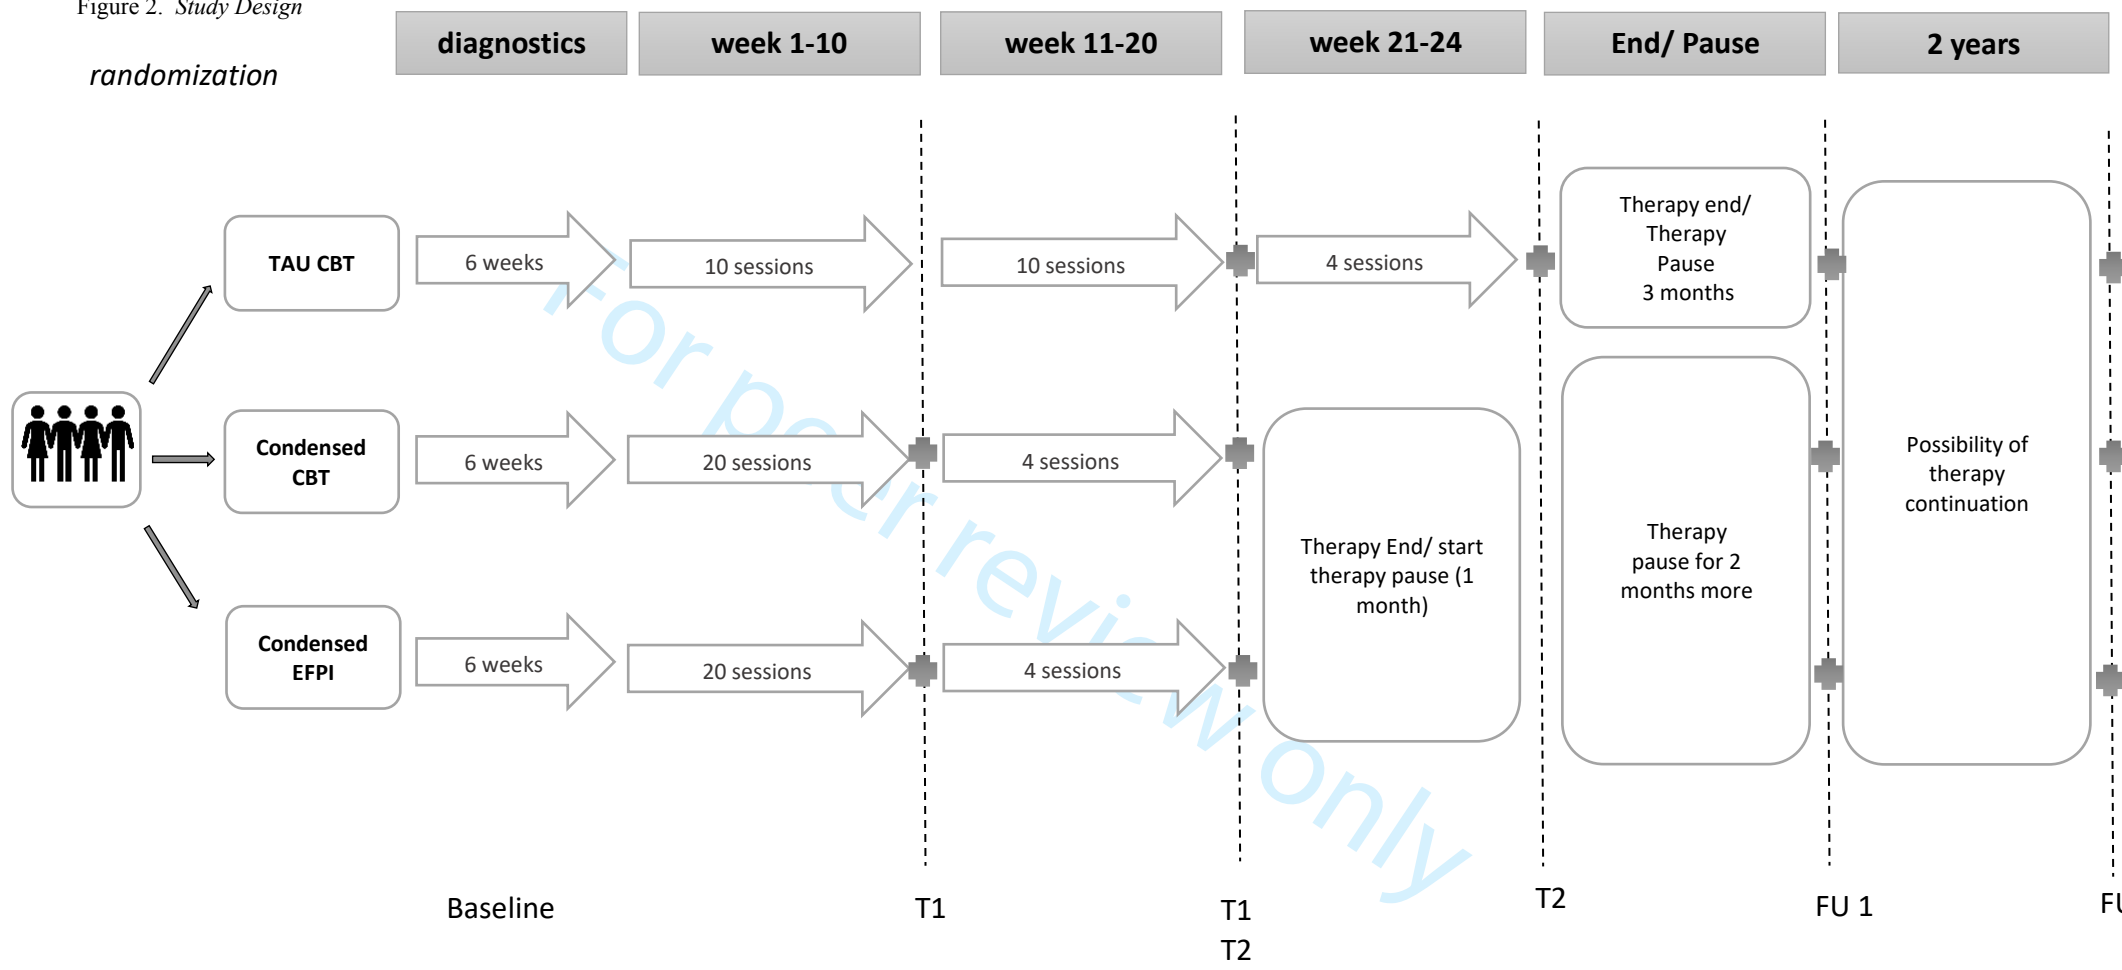 Figure 2. Study Design
randomization
diagnostics
week 1-10
week 11-20
week 21-24
End/ Pause
2 years
TAU CBT
6 weeks
10 sessions
10 sessions
4 sessions
Therapy end/
Therapy
Pause
3 months
Condensed
CBT
6 weeks
20 sessions
4 sessions
Therapy End/ start
therapy pause (1
month)
Therapy
pause for 2
months more
Possibility of
therapy
continuation
Condensed
EFPI
6 weeks
20 sessions
4 sessions
For peer review only
Baseline
T1
T1
T2
T2
FU 1
FU